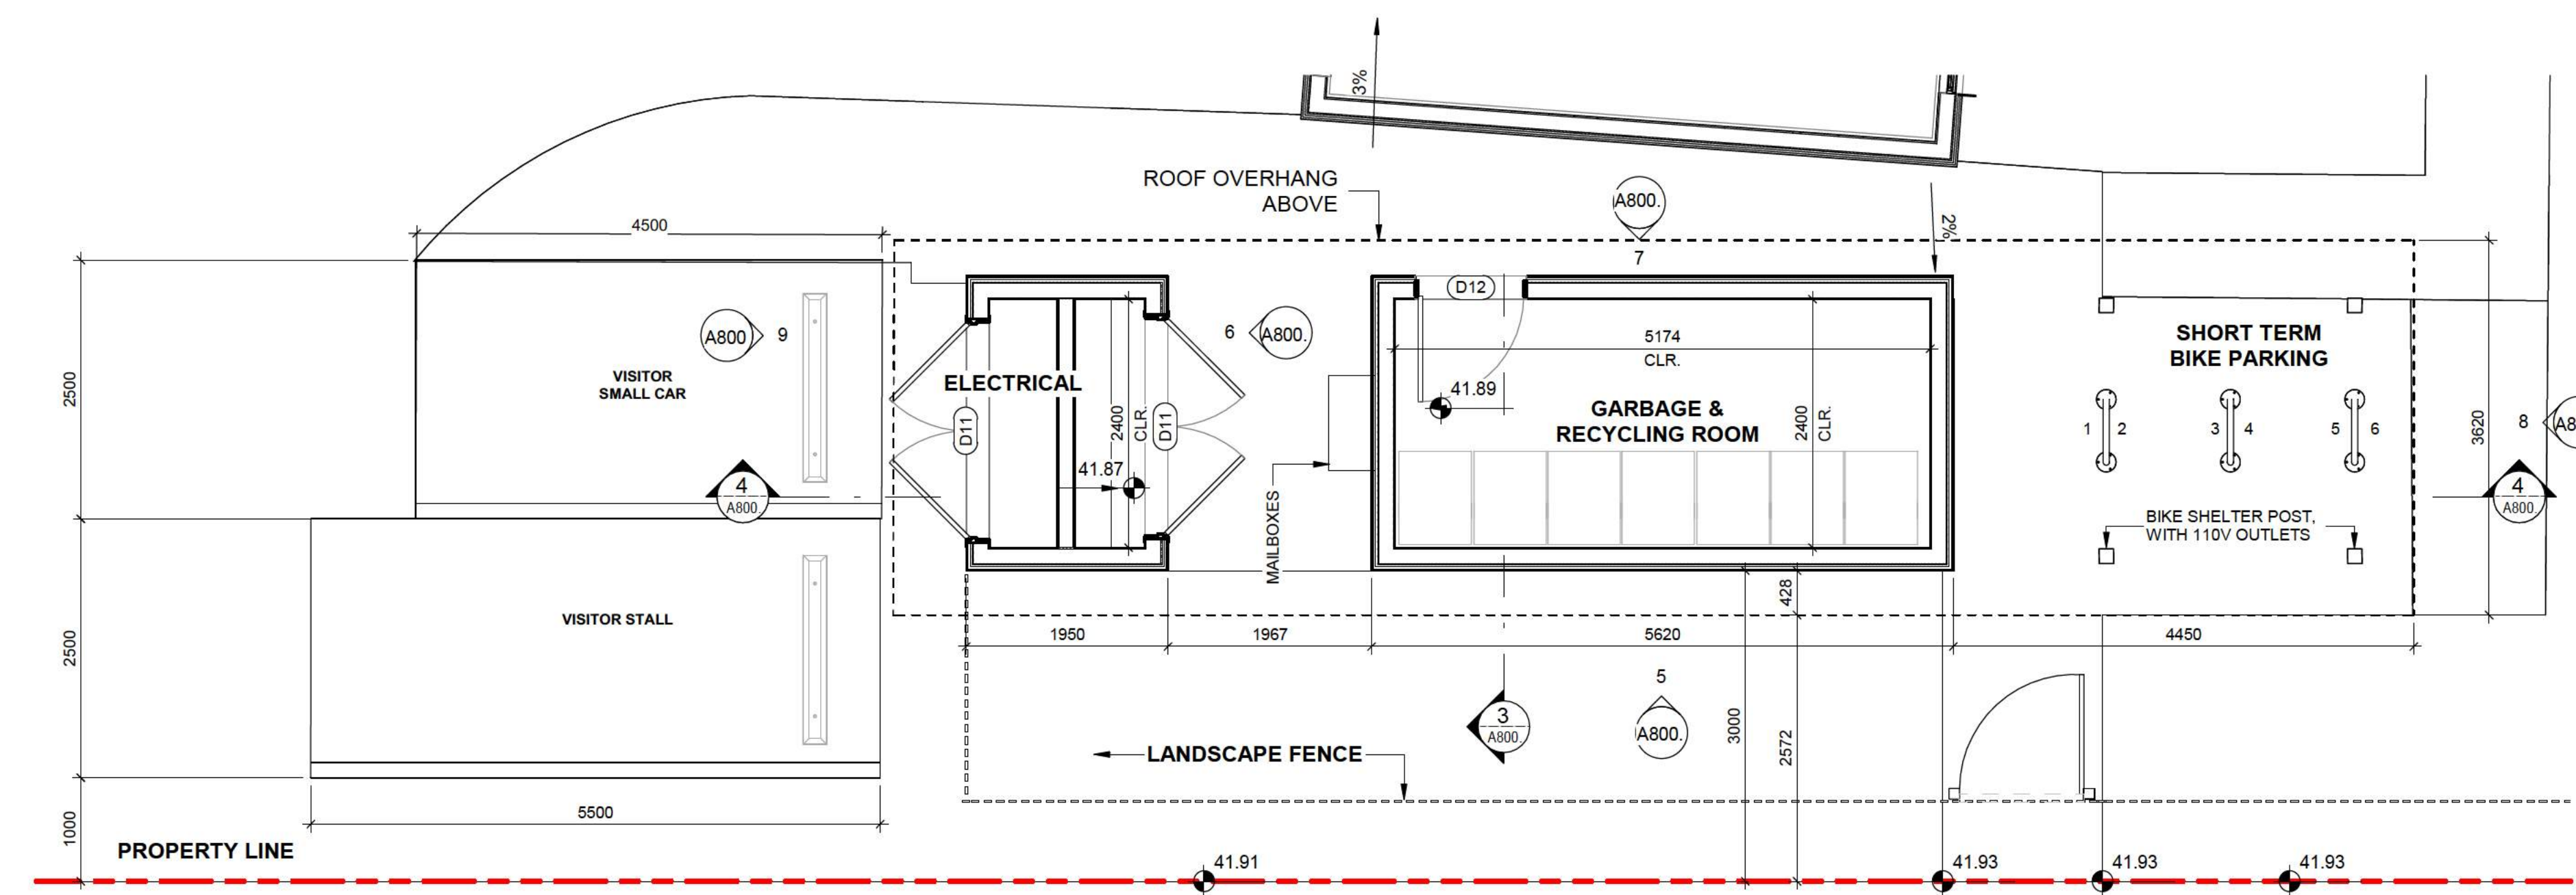 3%
ROOF OVERHANG
ABOVE
A800.
7
2%
4500
2500
A800
9
VISITOR
SMALL CAR
4
A800.
ELECTRICAL
D11
2400
CLR.
D11
41.87
6
A800.
D12
5174
CLR.
41.89
GARBAGE &
RECYCLING ROOM
2400
CLR.
MAILBOXES
SHORT TERM
BIKE PARKING
1 2
3 4
5 6
BIKE SHELTER POST,
WITH 110V OUTLETS
3620
8
4
A800.
2500
VISITOR STALL
428
1950
1967
5620
4450
5
A800.
3
A800.
3000
2572
LANDSCAPE FENCE
5500
1000
PROPERTY LINE
41.91
41.93
41.93
41.93